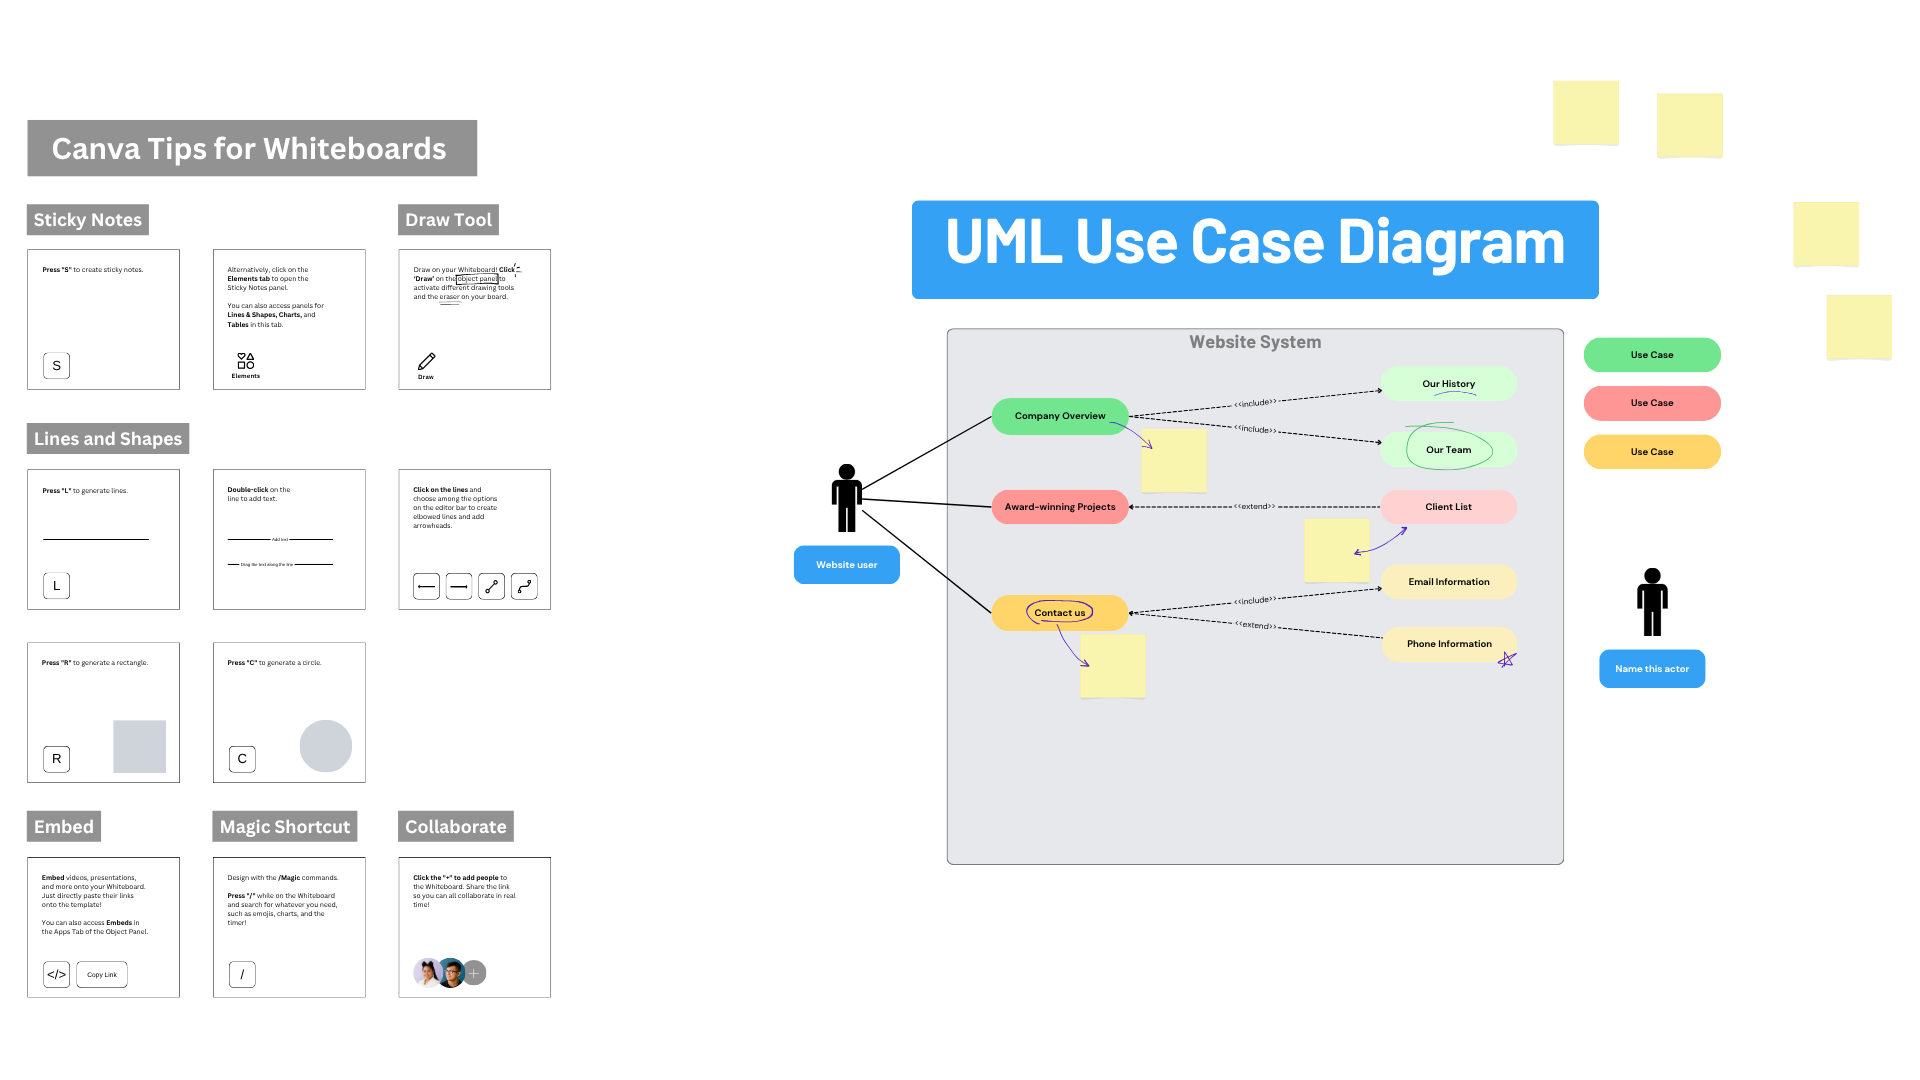 Canva Tips for Whiteboards
Sticky Notes
Press "S" to create sticky notes.
S
Alternatively, click on the
Elements tab to open the
Sticky Notes panel.
You can also access panels for
Lines & Shapes, Charts, and
Tables in this tab.
Elements
Draw Tool
Draw on your Whiteboard! Click
'Draw' on the object panel to
activate different drawing tools
and the eraser on your board.
Draw
Lines and Shapes
Press "L" to generate lines.
L
Double-click on the
line to add text.
Add text
Drag the text along the line
Click on the lines and
choose among the options
on the editor bar to create
elbowed lines and add
arrowheads.
Press "R" to generate a rectangle.
R
Press "C" to generate a circle.
C
Embed
Embed videos, presentations,
and more onto your Whiteboard.
Just directly paste their links
onto the template!
You can also access Embeds in
the Apps Tab of the Object Panel.
</>
Copy Link
Magic Shortcut
Design with the /Magic commands.
Press "/" while on the Whiteboard
and search for whatever you need,
such as emojis, charts, and the
timer!
/
Collaborate
Click the "+" to add people to
the Whiteboard. Share the link
so you can all collaborate in real
time!
+
UML Use Case Diagram
Website System
Website user
Company Overview
<<include>>
Our History
<<include>>
Our Team
Award-winning Projects
<<extend>>
Client List
Contact us
<<include>>
Email Information
<<extend>>
Phone Information
Use Case
Use Case
Use Case
Name this actor